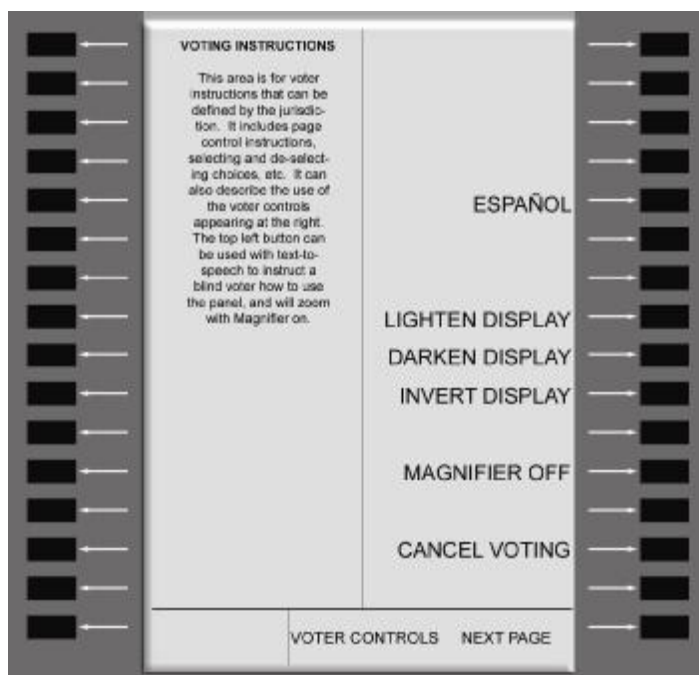 VOTING INSTRUCTIONS
This area is for voter
instructions that can be
defined by the jurisdic-
tion. It includes page
control instructions,
selecting and de-select-
ing choices, etc. It can
also describe the use of
the voter controls
appearing at the right.
The top left button can
be used with text-to-
speech to instruct a
blind voter how to use
the panel, and will zoom
with Magnifier on.
ESPAÑOL
LIGHTEN DISPLAY
DARKEN DISPLAY
INVERT DISPLAY
MAGNIFIER OFF
CANCEL VOTING
VOTER CONTROLS NEXT PAGE